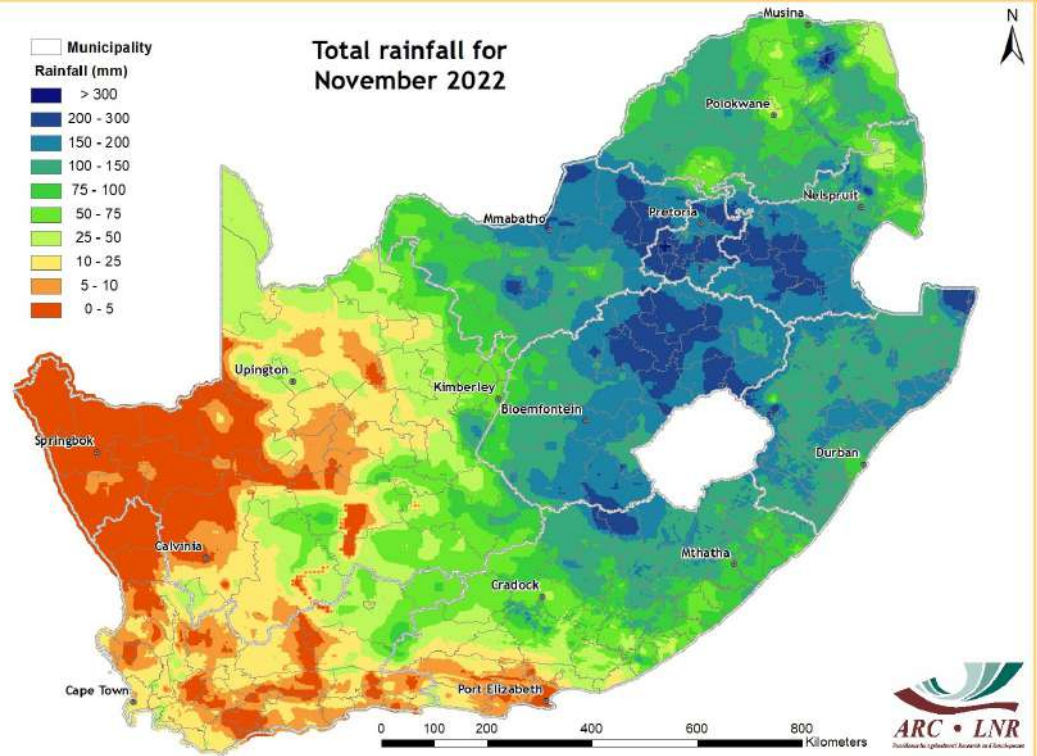 Total rainfall for
November 2022
Municipality
Rainfall (mm)
> 300
200 - 300
150 - 200
100 - 150
75 - 100
50 - 75
25 - 50
10 - 25
5 - 10
0 - 5
N
Musina
Polokwane
Nelspruit
Mmabatho
Pretoria
Upington
Kimberley
Bloemfontein
Springbok
Durban
Calvinia
Mthatha
Cradock
Cape Town
Port Elizabeth
0 100 200 400 600 800
Kilometers
ARC • LNR